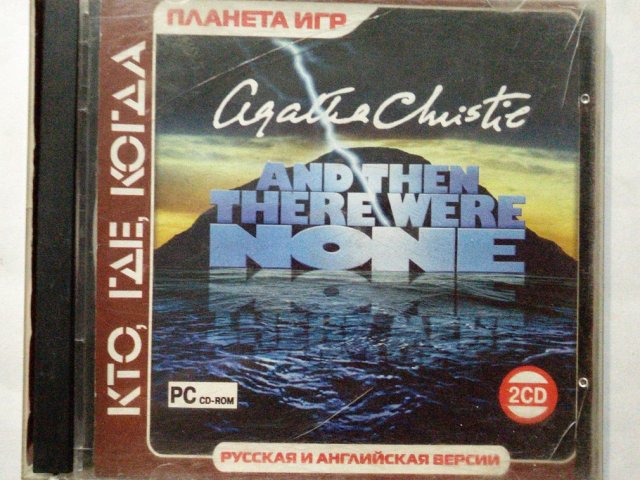 ПЛАНЕТА ИГР
КТО, ГДЕ, КОГДА
Agatha Christie
AND THEN
THERE WERE
NONE
PC CD-ROM
2CD
РУССКАЯ И АНГЛИЙСКАЯ ВЕРСИИ